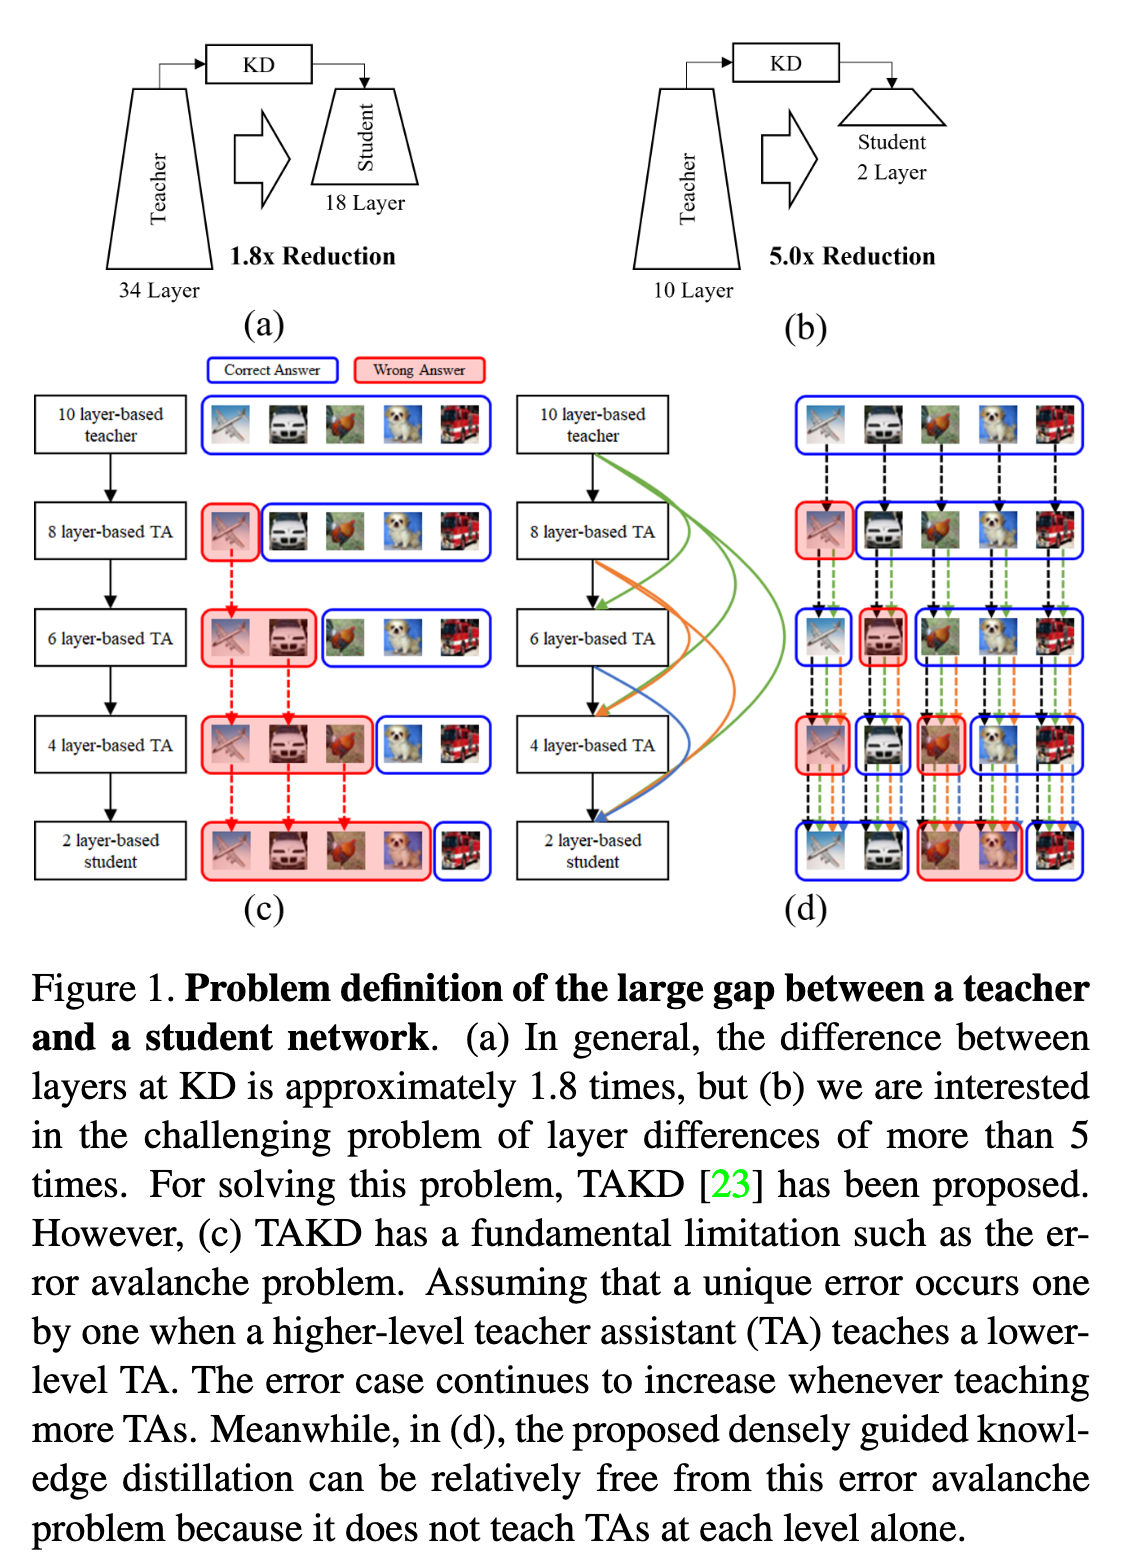 KD
Teacher
Student
18 Layer
1.8x Reduction
34 Layer
(a)
KD
Teacher
Student
2 Layer
5.0x Reduction
10 Layer
(b)
Correct Answer
Wrong Answer
10 layer-based
teacher
8 layer-based TA
6 layer-based TA
4 layer-based TA
2 layer-based
student
(c)
10 layer-based
teacher
8 layer-based TA
6 layer-based TA
4 layer-based TA
2 layer-based
student
(d)
Figure 1. Problem definition of the large gap between a teacher
and a student network. (a) In general, the difference between
layers at KD is approximately 1.8 times, but (b) we are interested
in the challenging problem of layer differences of more than 5
times. For solving this problem, TAKD [23] has been proposed.
However, (c) TAKD has a fundamental limitation such as the er-
ror avalanche problem. Assuming that a unique error occurs one
by one when a higher-level teacher assistant (TA) teaches a lower-
level TA. The error case continues to increase whenever teaching
more TAs. Meanwhile, in (d), the proposed densely guided knowl-
edge distillation can be relatively free from this error avalanche
problem because it does not teach TAs at each level alone.